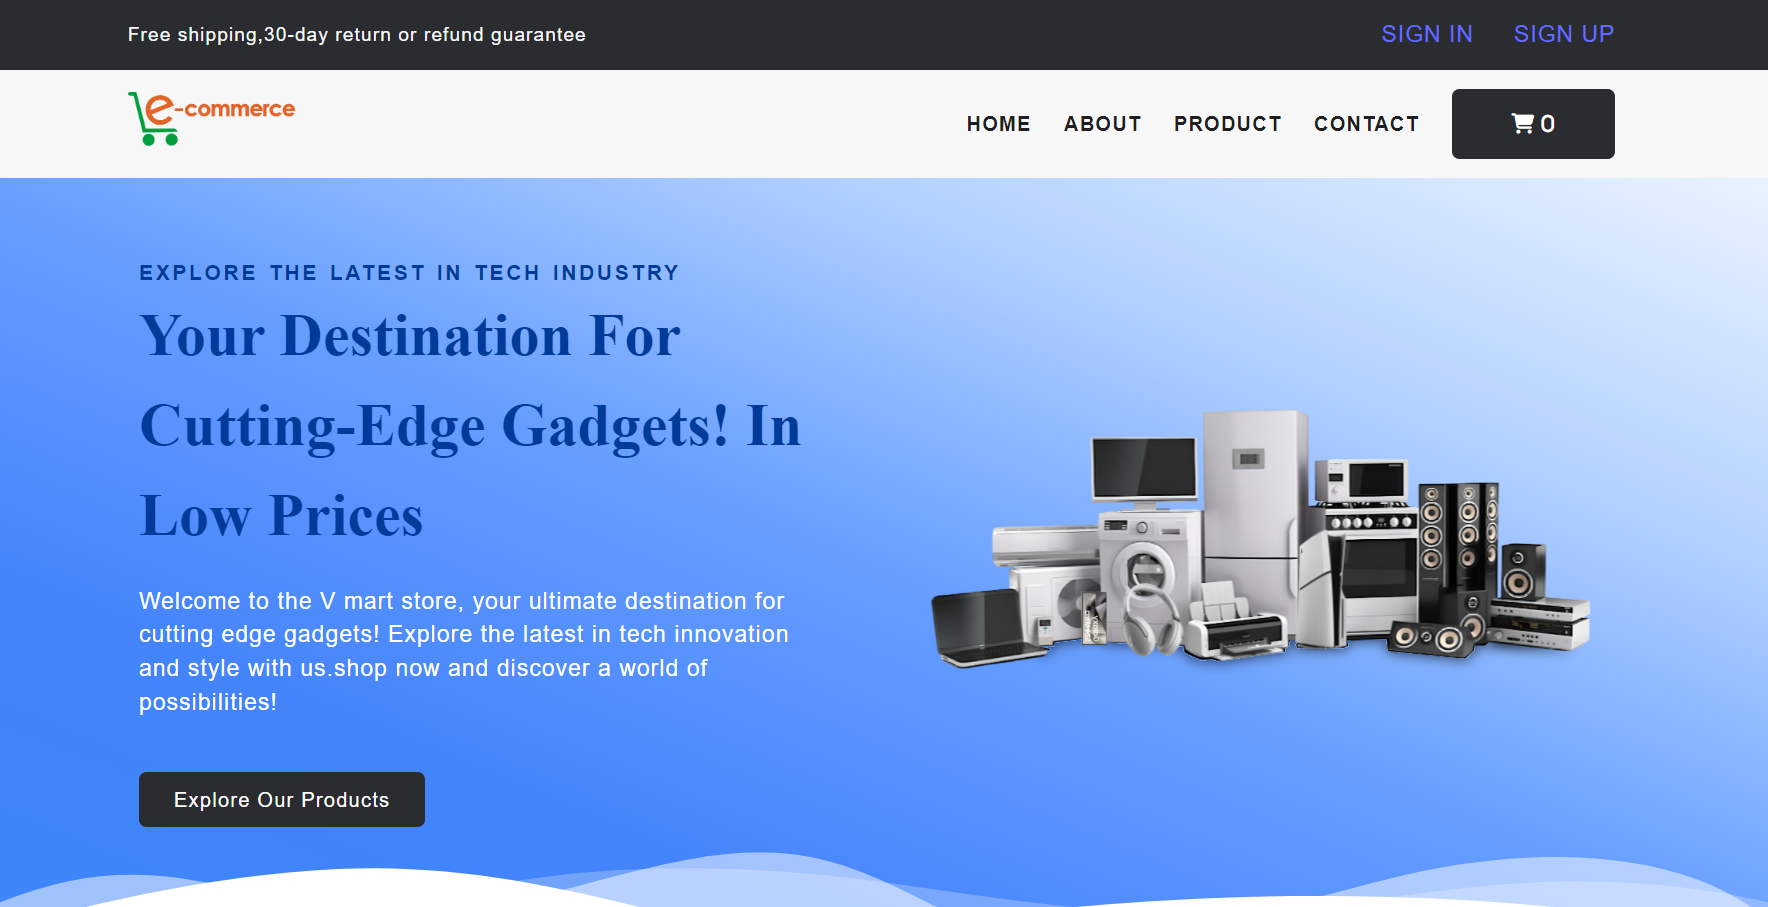 Free shipping,30-day return or refund guarantee
SIGN IN SIGN UP
e-commerce
HOME ABOUT PRODUCT CONTACT 0
EXPLORE THE LATEST IN TECH INDUSTRY
Your Destination For
Cutting-Edge Gadgets! In
Low Prices
Welcome to the V mart store, your ultimate destination for
cutting edge gadgets! Explore the latest in tech innovation
and style with us.shop now and discover a world of
possibilities!
Explore Our Products